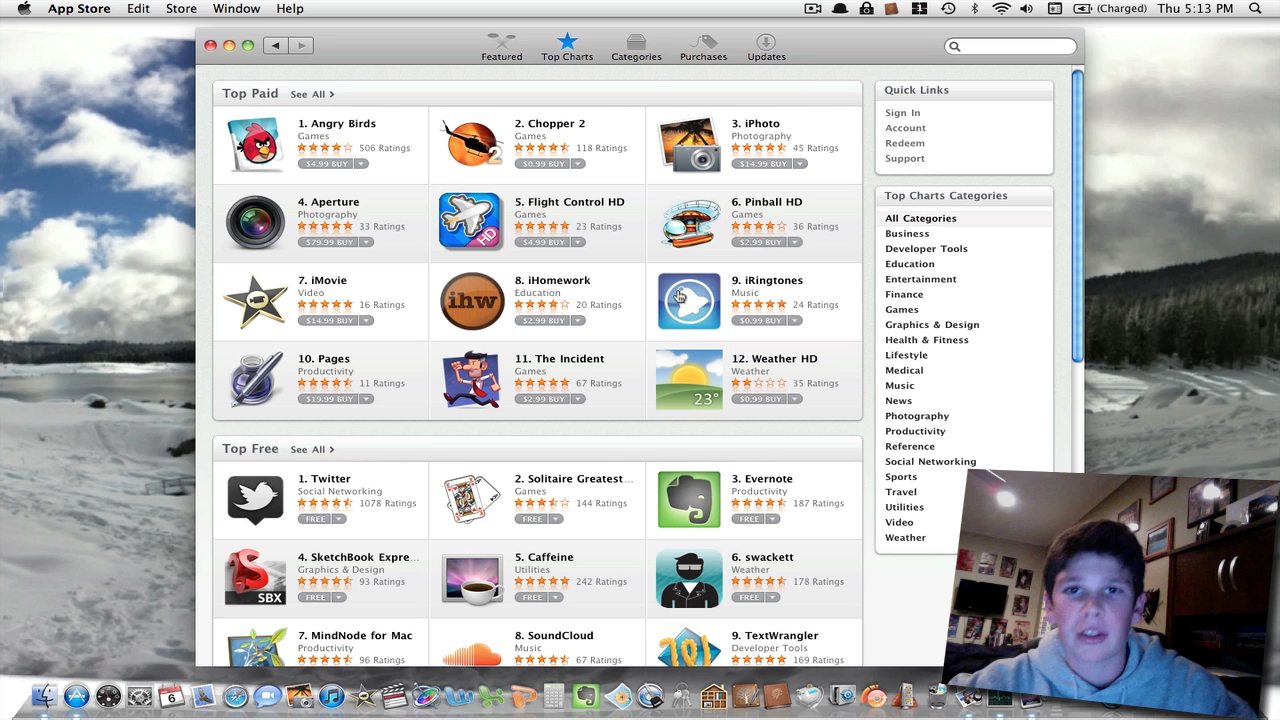 App Store Edit Store Window Help (Charged) Thu 5:13 PM
Featured Top Charts Categories Purchases Updates
Top Paid See All >
1. Angry Birds
Games
506 Ratings
$4.99 BUY
2. Chopper 2
Games
118 Ratings
$0.99 BUY
3. iPhoto
Photography
45 Ratings
$14.99 BUY
4. Aperture
Photography
33 Ratings
$79.99 BUY
5. Flight Control HD
Games
23 Ratings
$4.99 BUY
HD
6. Pinball HD
Games
36 Ratings
$2.99 BUY
7. iMovie
Video
16 Ratings
$14.99 BUY
8. iHomework
Education
20 Ratings
$2.99 BUY
ihw
9. iRingtones
Music
24 Ratings
$0.99 BUY
10. Pages
Productivity
11 Ratings
$19.99 BUY
11. The Incident
Games
67 Ratings
$2.99 BUY
12. Weather HD
Weather
35 Ratings
$0.99 BUY
23°
Top Free See All >
1. Twitter
Social Networking
1078 Ratings
FREE
2. Solitaire Greatest...
Games
144 Ratings
FREE
3. Evernote
Productivity
187 Ratings
FREE
4. SketchBook Expre...
Graphics & Design
93 Ratings
FREE
SBX
5. Caffeine
Utilities
242 Ratings
FREE
6. swackett
Weather
178 Ratings
FREE
7. MindNode for Mac
Productivity
96 Ratings
8. SoundCloud
Music
67 Ratings
9. TextWrangler
Developer Tools
169 Ratings
Quick Links
Sign In
Account
Redeem
Support
Top Charts Categories
All Categories
Business
Developer Tools
Education
Entertainment
Finance
Games
Graphics & Design
Health & Fitness
Lifestyle
Medical
Music
News
Photography
Productivity
Reference
Social Networking
Sports
Travel
Utilities
Video
Weather